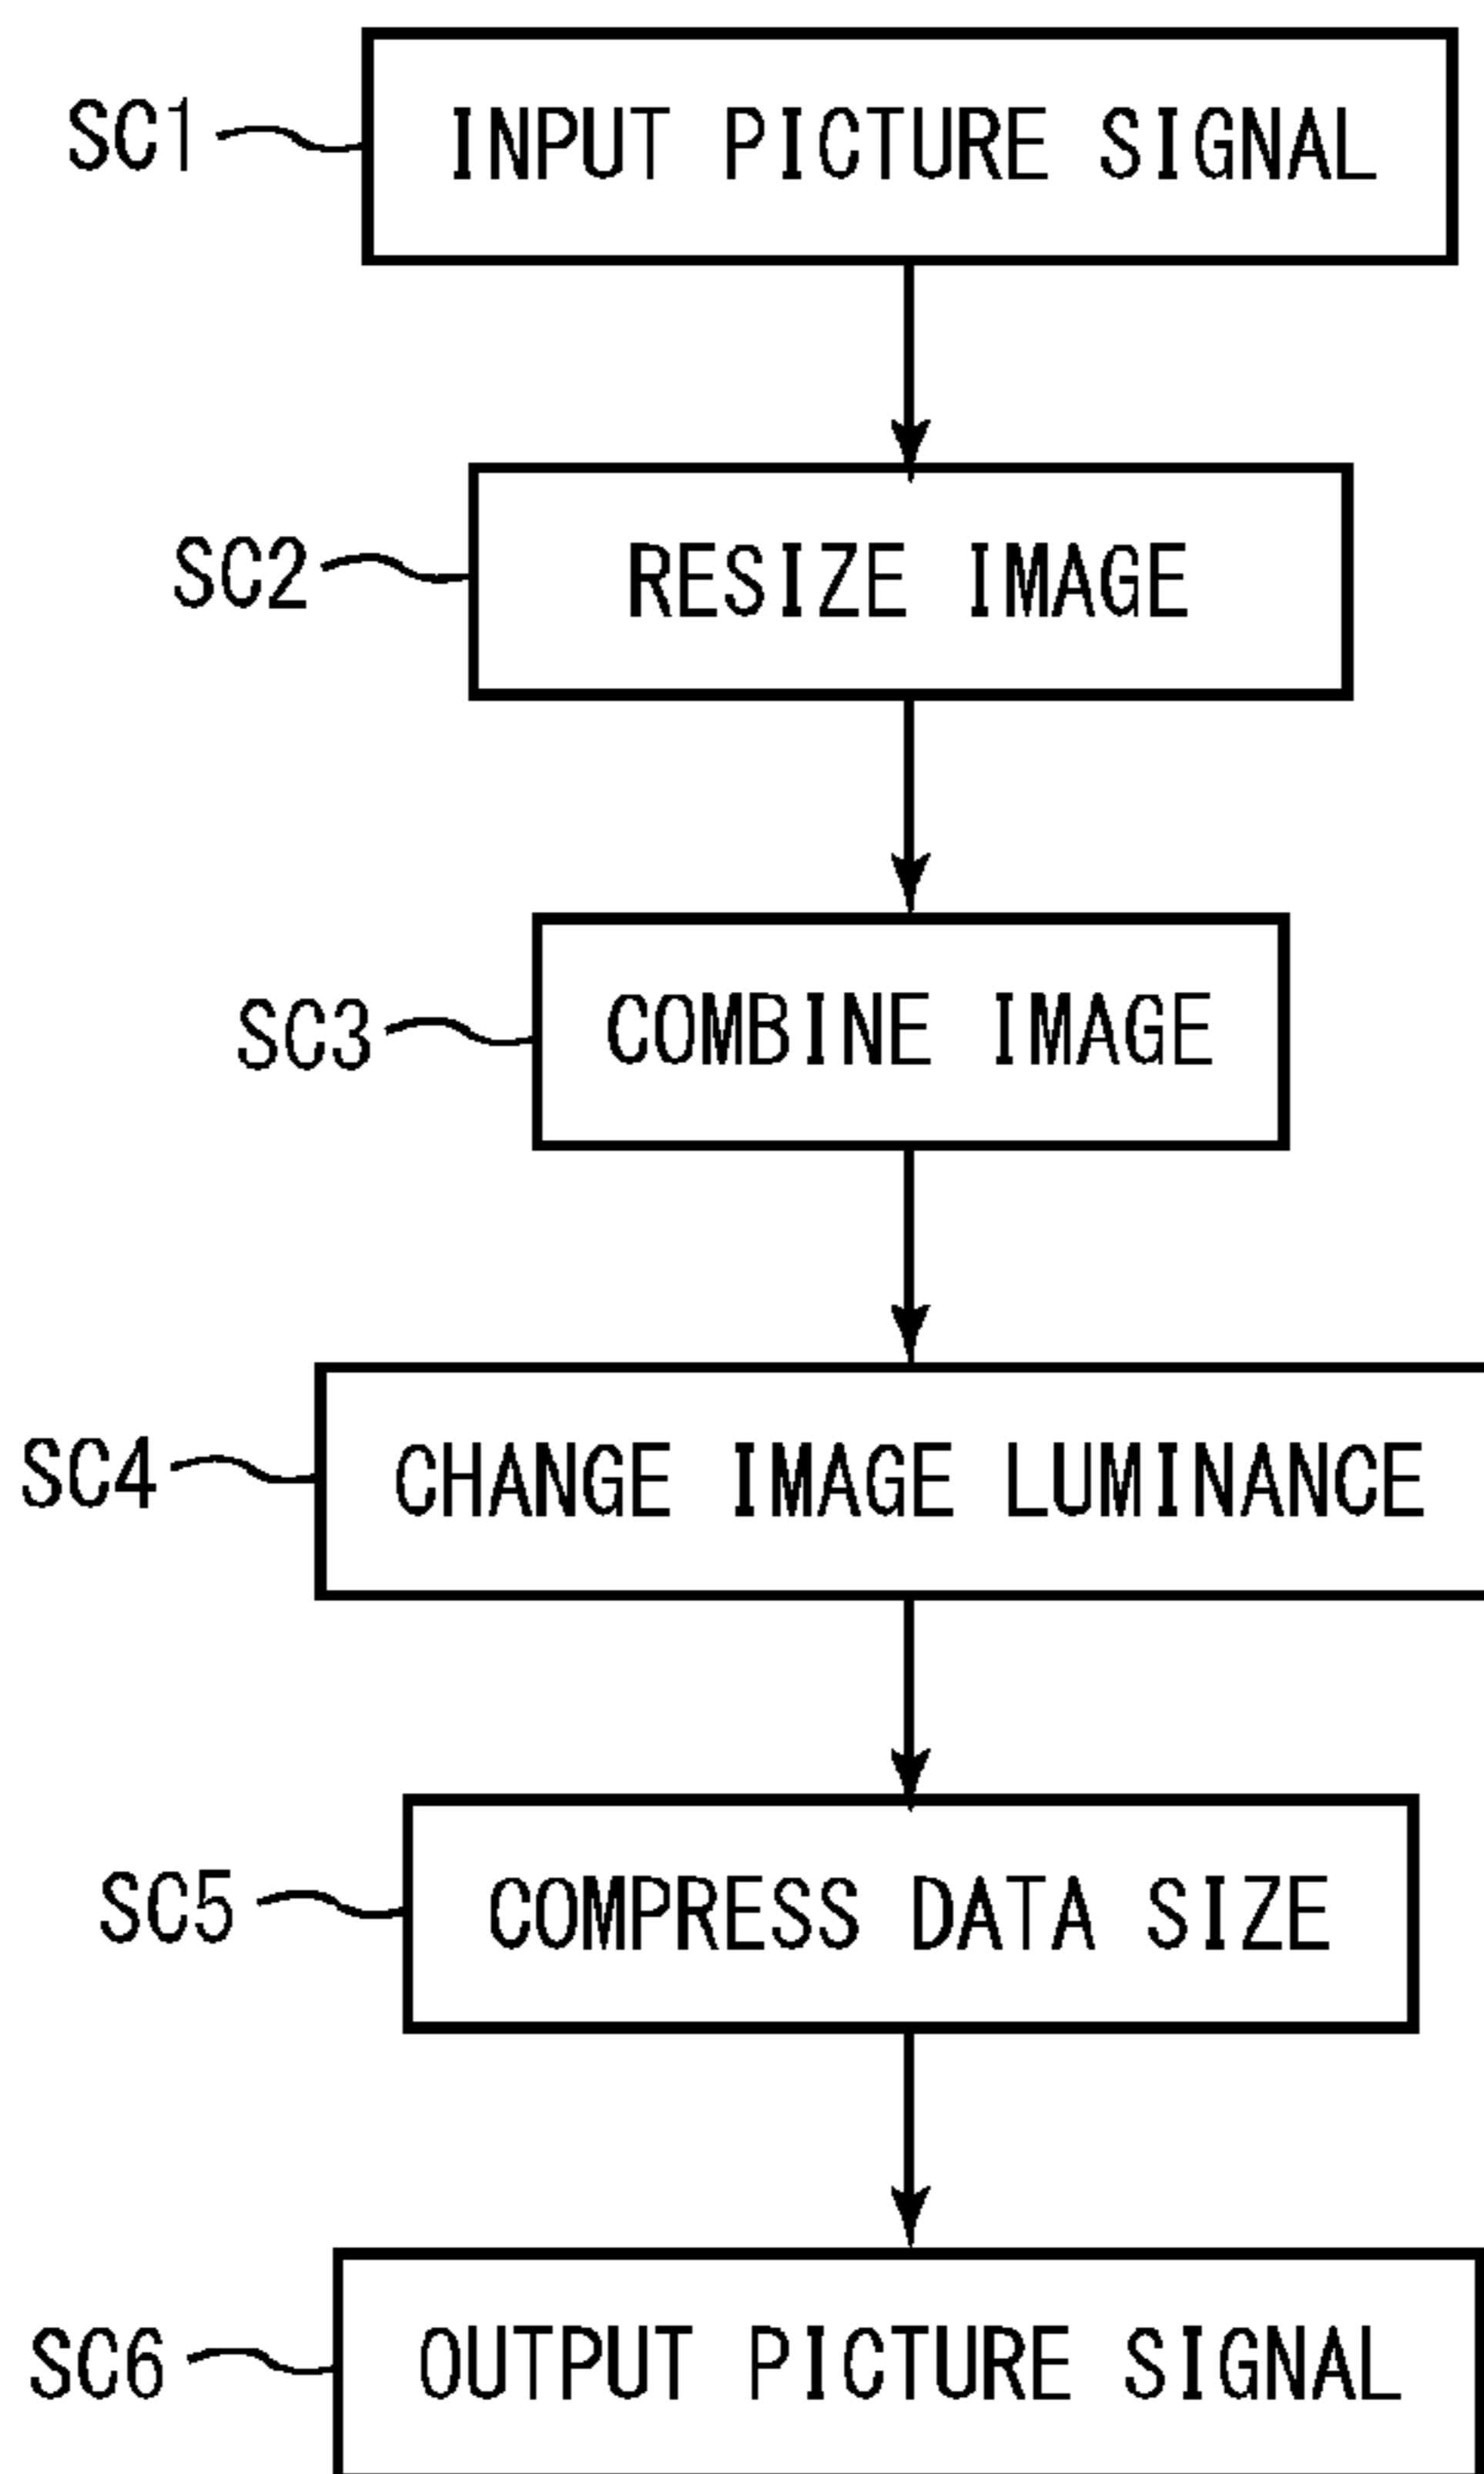 SC1 INPUT PICTURE SIGNAL
SC2 RESIZE IMAGE
SC3 COMBINE IMAGE
SC4 CHANGE IMAGE LUMINANCE
SC5 COMPRESS DATA SIZE
SC6 OUTPUT PICTURE SIGNAL